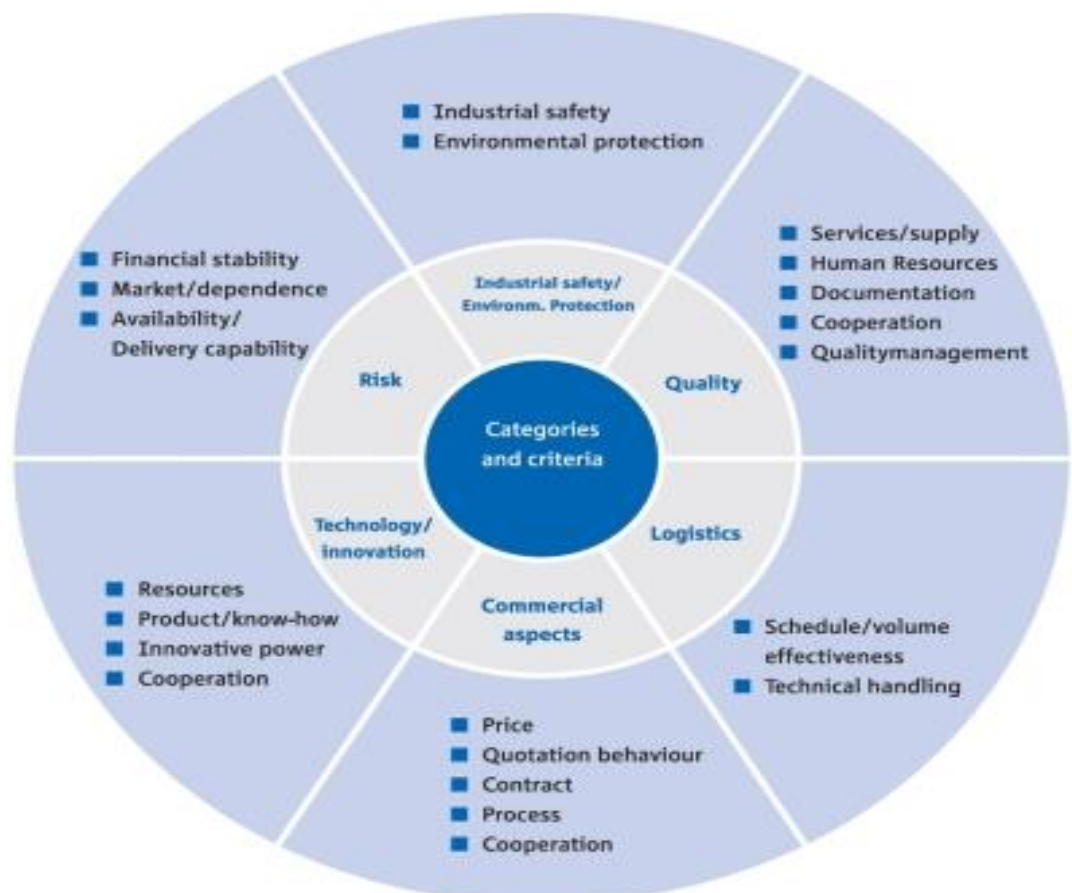 Industrial safety
Environmental protection
Services/supply
Human Resources
Documentation
Cooperation
Qualitymanagement
Financial stability
Market/dependence
Availability/
Delivery capability
Industrial safety/
Environm. Protection
Risk
Quality
Categories
and criteria
Technology/
innovation
Logistics
Commercial
aspects
Resources
Product/know-how
Innovative power
Cooperation
Schedule/volume
effectiveness
Technical handling
Price
Quotation behaviour
Contract
Process
Cooperation